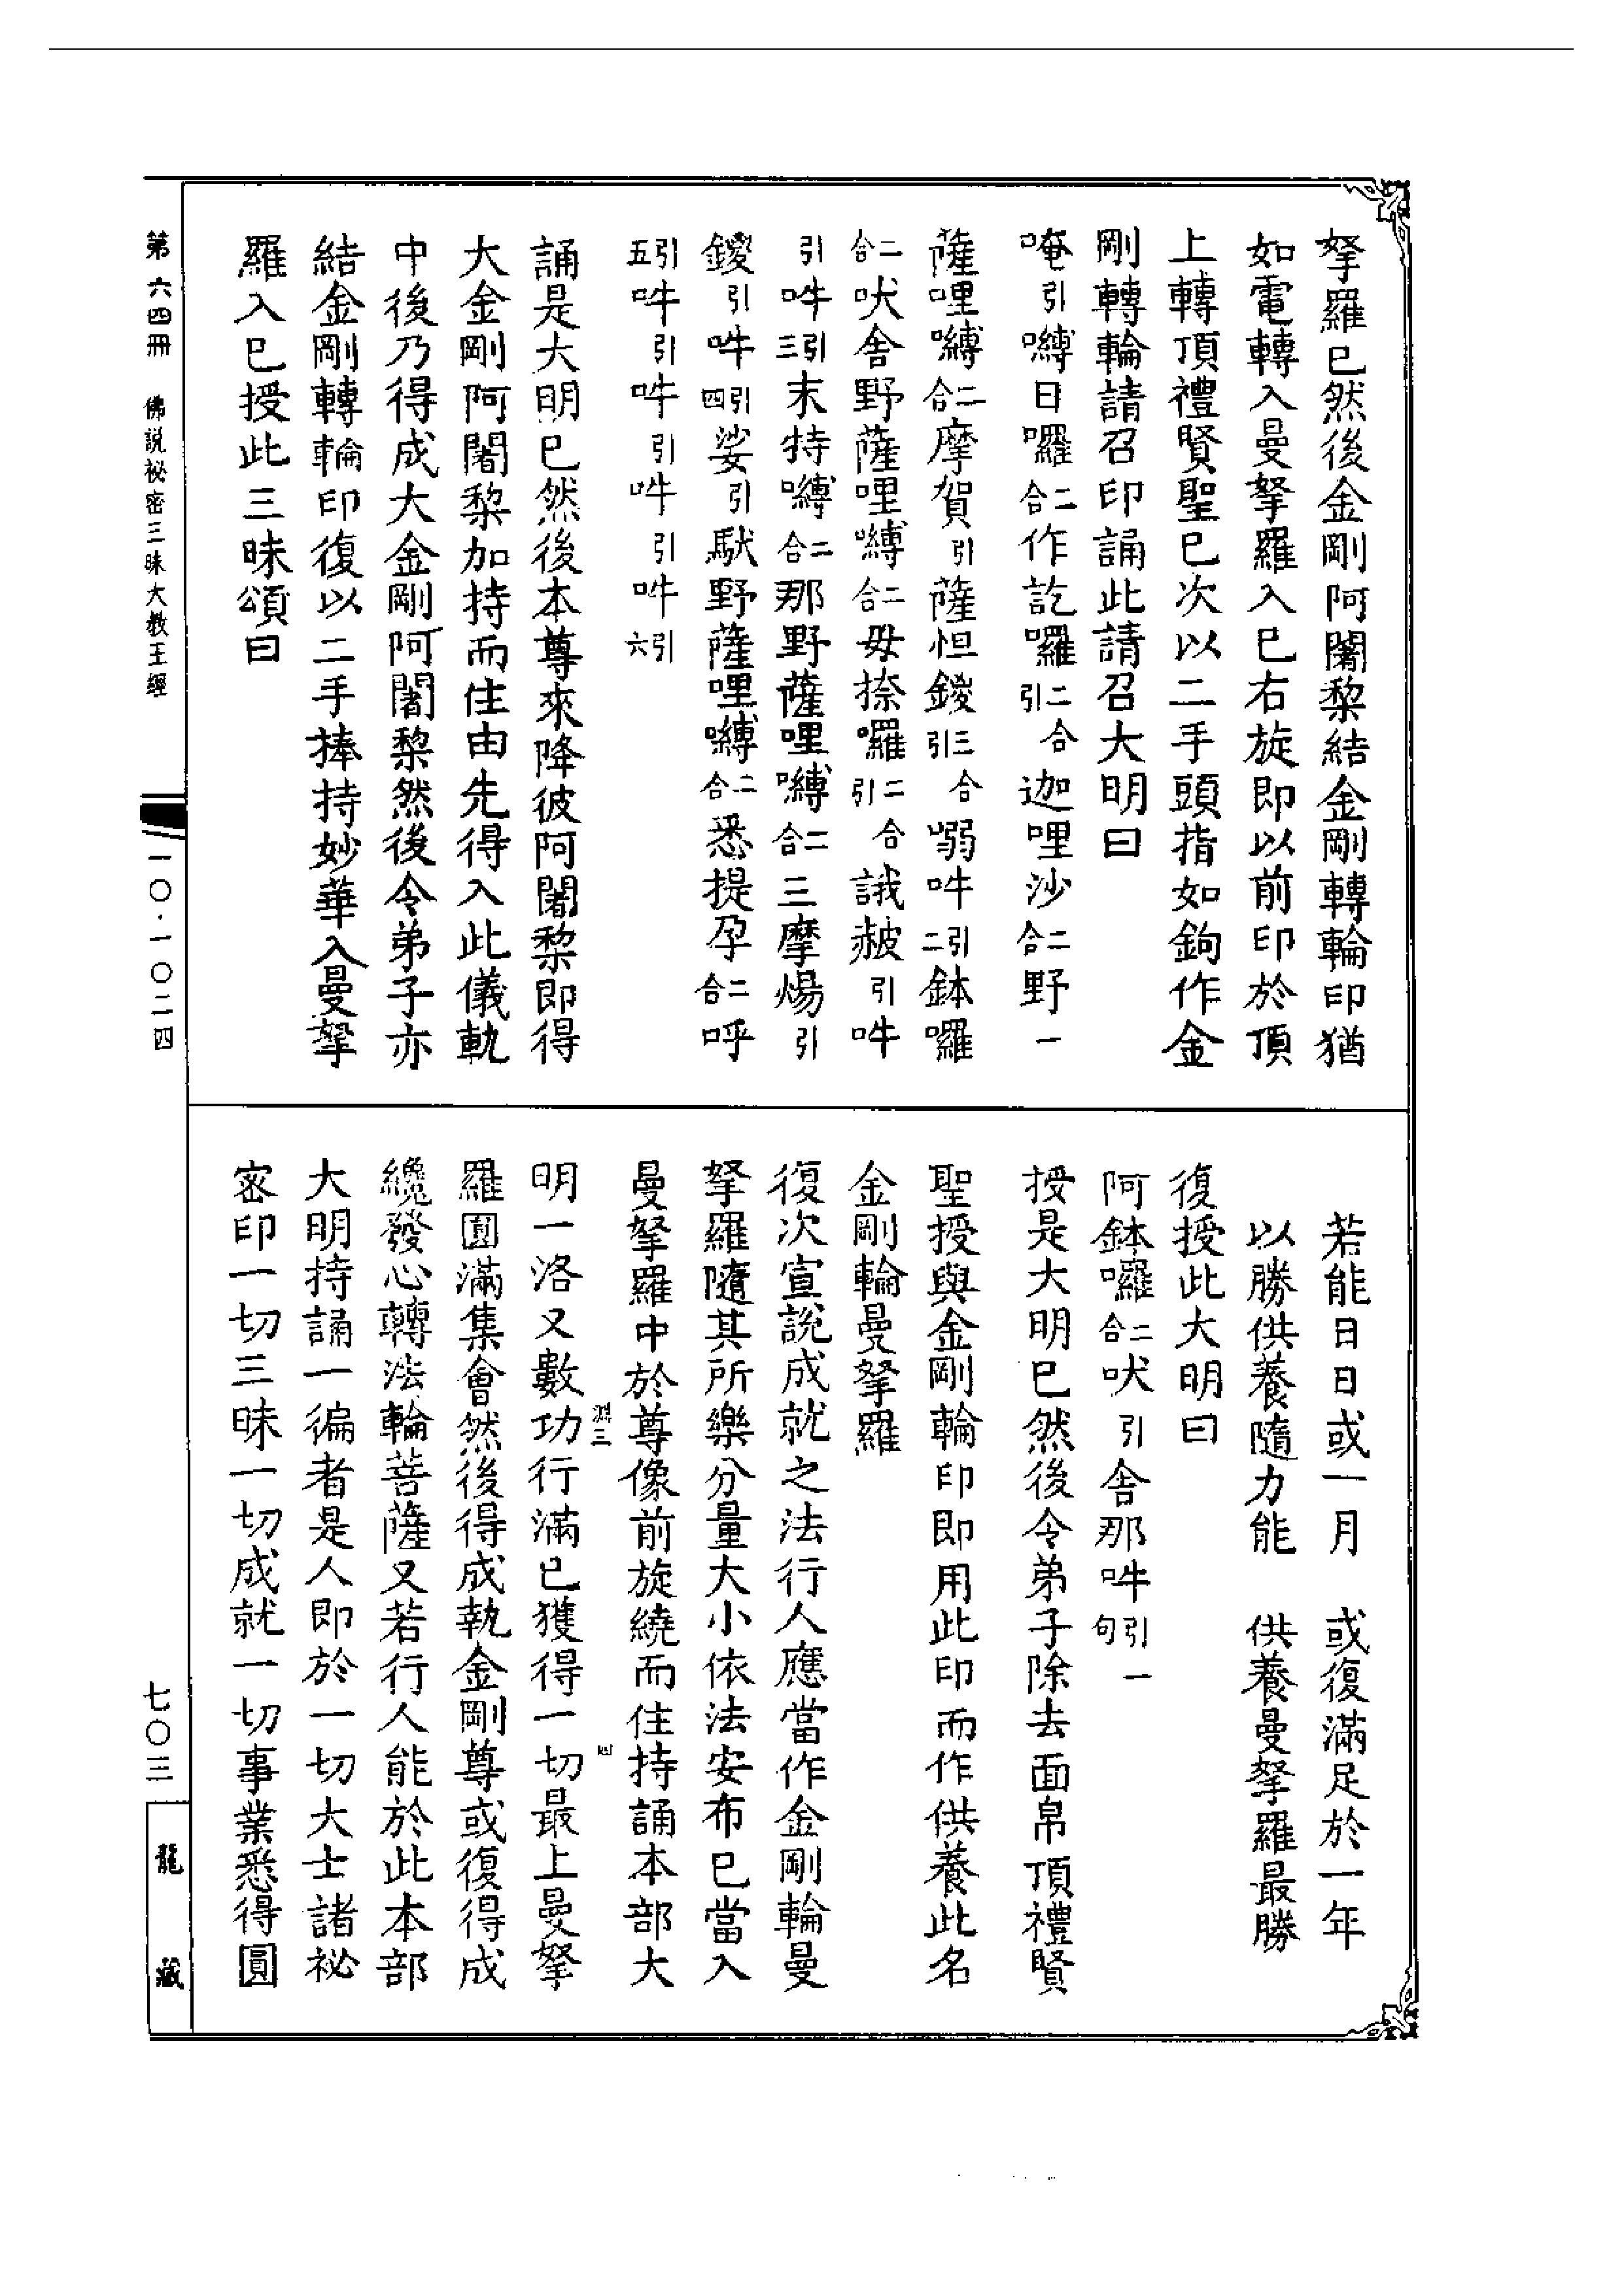 拏羅已然後金剛阿闍黎結金剛轉輪印猶
如電轉入曼拏羅入已右旋即以前印於頂
上轉頂禮賢聖已次以二手頭指如鉤作金
剛轉輪請召印誦此請召大明曰
唵引嚩日囉二合作訖囉二合引迦哩沙二合野一
薩哩嚩二合摩賀引薩怛鑁三合引弱吽引二鉢囉
二合吠舍野薩哩嚩二合毋捺囉二合引誐赦引吽
引吽引三末持嚩二合那野薩哩嚩二合三摩煬引
鑁引吽引四娑引馱野薩哩嚩二合悉提孕二合呼
引五吽引吽引吽引吽引六
誦是大明已然後本尊來降彼阿闍黎即得
大金剛阿闍黎加持而住由先得入此儀軌
中後乃得成大金剛阿闍黎然後令弟子亦
結金剛轉輪印復以二手捧持妙華入曼拏
羅入已授此三昧頌曰
若能日日或一月　或復滿足於一年
以勝供養隨力能　供養曼拏羅最勝
復授此大明曰
阿鉢囉二合吠引舍那吽引一句
授是大明已然後令弟子除去面帛頂禮賢
聖授與金剛輪印即用此印而作供養此名
金剛輪曼拏羅
復次宣說成就之法行人應當作金剛輪曼
拏羅隨其所樂分量大小依法安布已當入
曼拏羅中於尊像前旋繞而住持誦本部大
淵三
四
明一洛叉數功行滿已獲得一切最上曼拏
羅圓滿集會然後得成執金剛尊或復得成
纔發心轉法輪菩薩又若行人能於此本部
大明持誦一徧者是人即於一切大士諸祕
密印一切三昧一切成就一切事業悉得圓
第六四冊　佛說祕密三昧大教王經
一〇·一〇二四
七〇三
龍藏